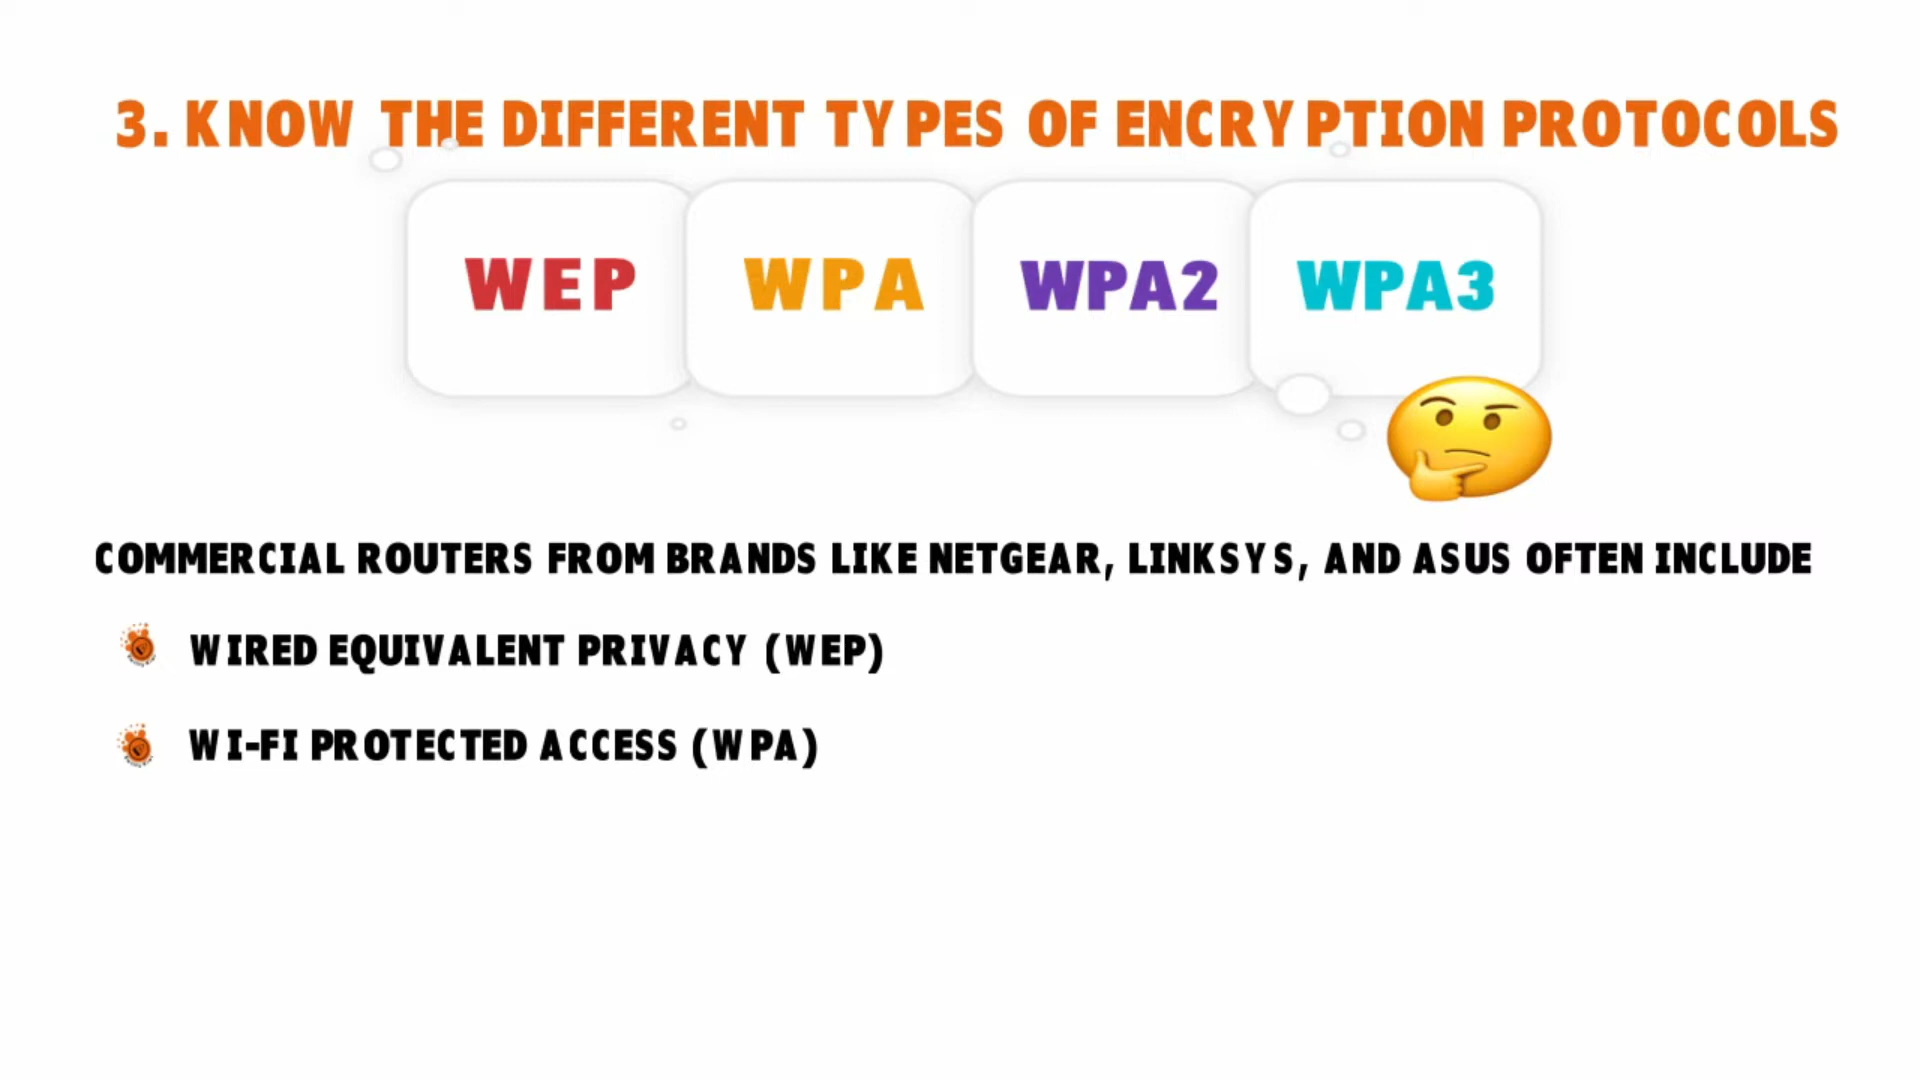 3. KNOW THE DIFFERENT TYPES OF ENCRYPTION PROTOCOLS
WEP WPA WPA2 WPA3
COMMERCIAL ROUTERS FROM BRANDS LIKE NETGEAR, LINKSYS, AND ASUS OFTEN INCLUDE
WIRED EQUIVALENT PRIVACY (WEP)
WI-FI PROTECTED ACCESS (WPA)